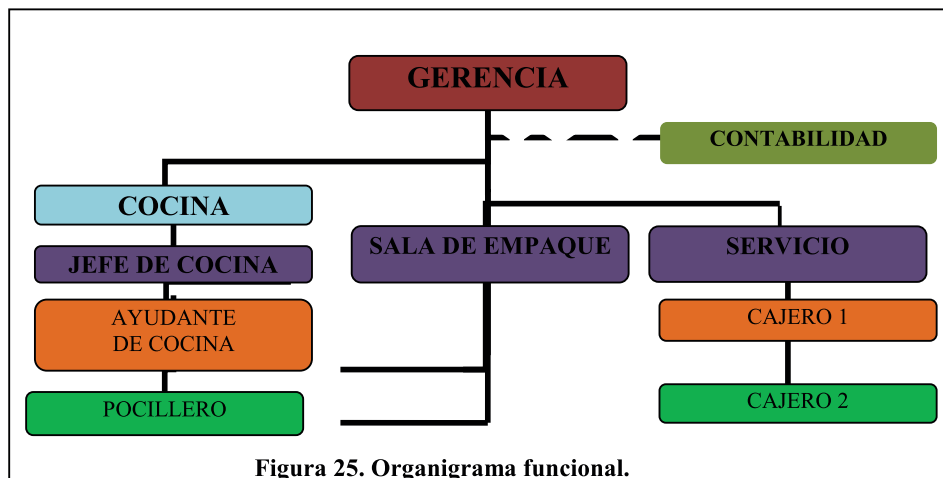 GERENCIA
CONTABILIDAD
COCINA
SALA DE EMPAQUE
SERVICIO
JEFE DE COCINA
AYUDANTE
DE COCINA
CAJERO 1
POCILLERO
CAJERO 2
Figura 25. Organigrama funcional.